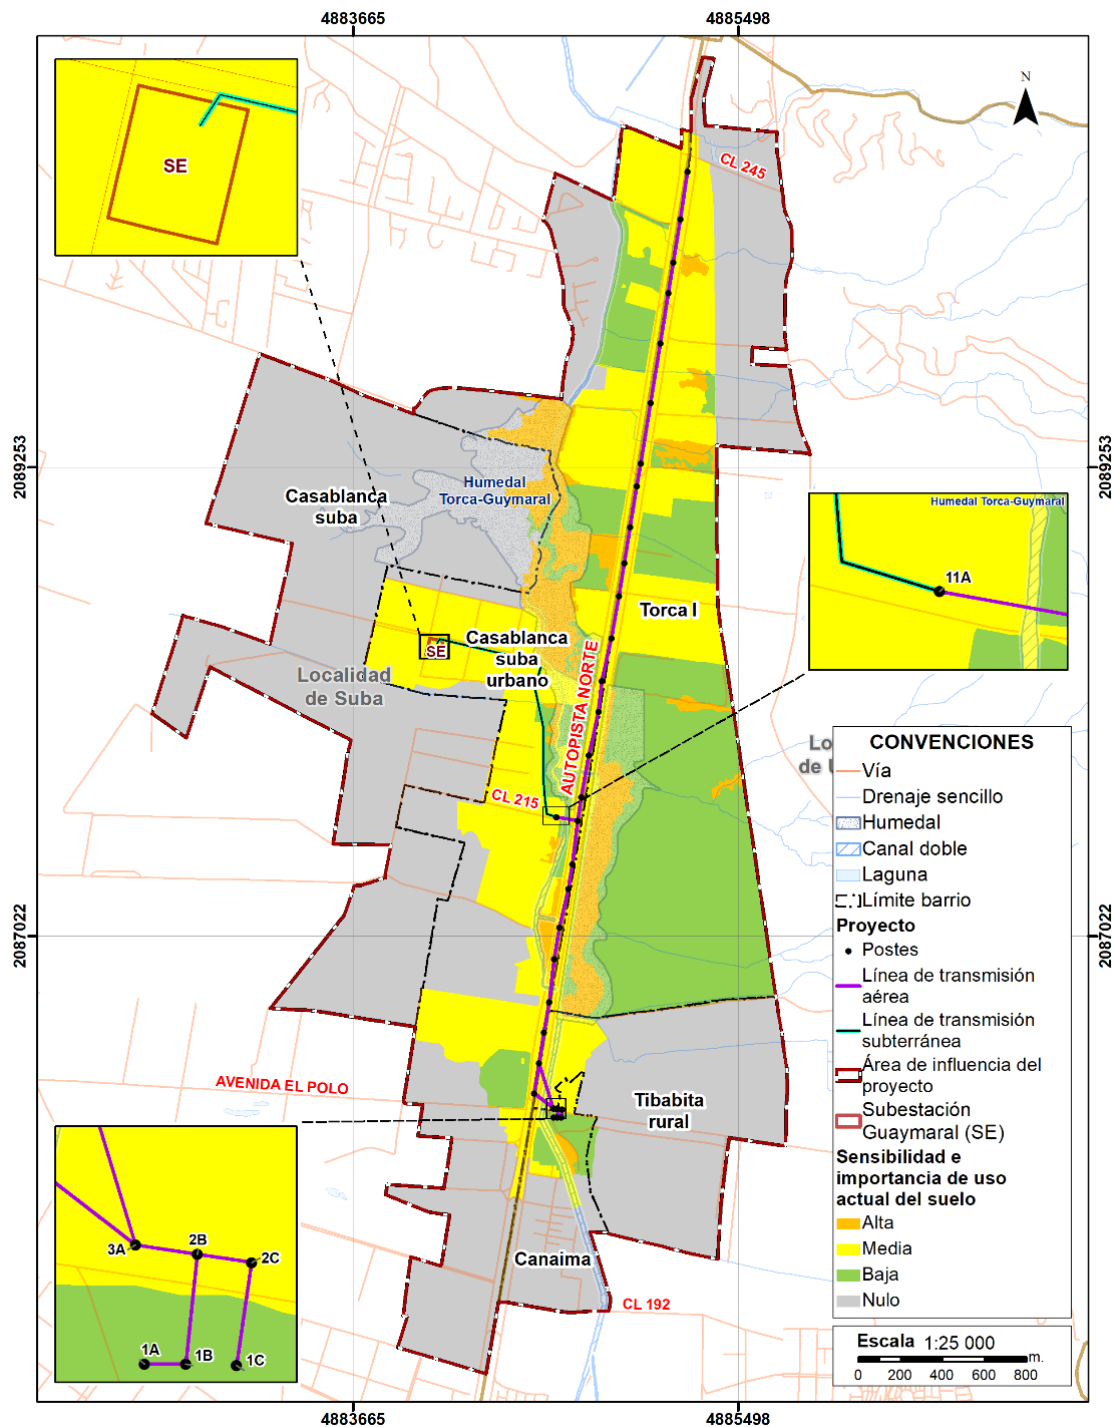 4883665
4885498
N
SE
CL 245
2089253
2089253
Humedal
Torca-Guymaral
Casablanca
suba
Humedal Torca-Guymaral
11A
Torca I
Casablanca
suba
urbano
SE
Localidad
de Suba
AUTOPISTA NORTE
CL 215
Lo
de U
CONVENCIONES
Vía
Drenaje sencillo
Humedal
Canal doble
Laguna
Límite barrio
Proyecto
Postes
Línea de transmisión
aérea
Línea de transmisión
subterránea
Área de influencia del
proyecto
Subestación
Guaymaral (SE)
Sensibilidad e
importancia de uso
actual del suelo
Alta
Media
Baja
Nulo
2087022
2087022
AVENIDA EL POLO
Tibabita
rural
3A
2B
2C
1A
1B
1C
Canaima
CL 192
Escala 1:25 000
m.
0 200 400 600 800
4883665
4885498